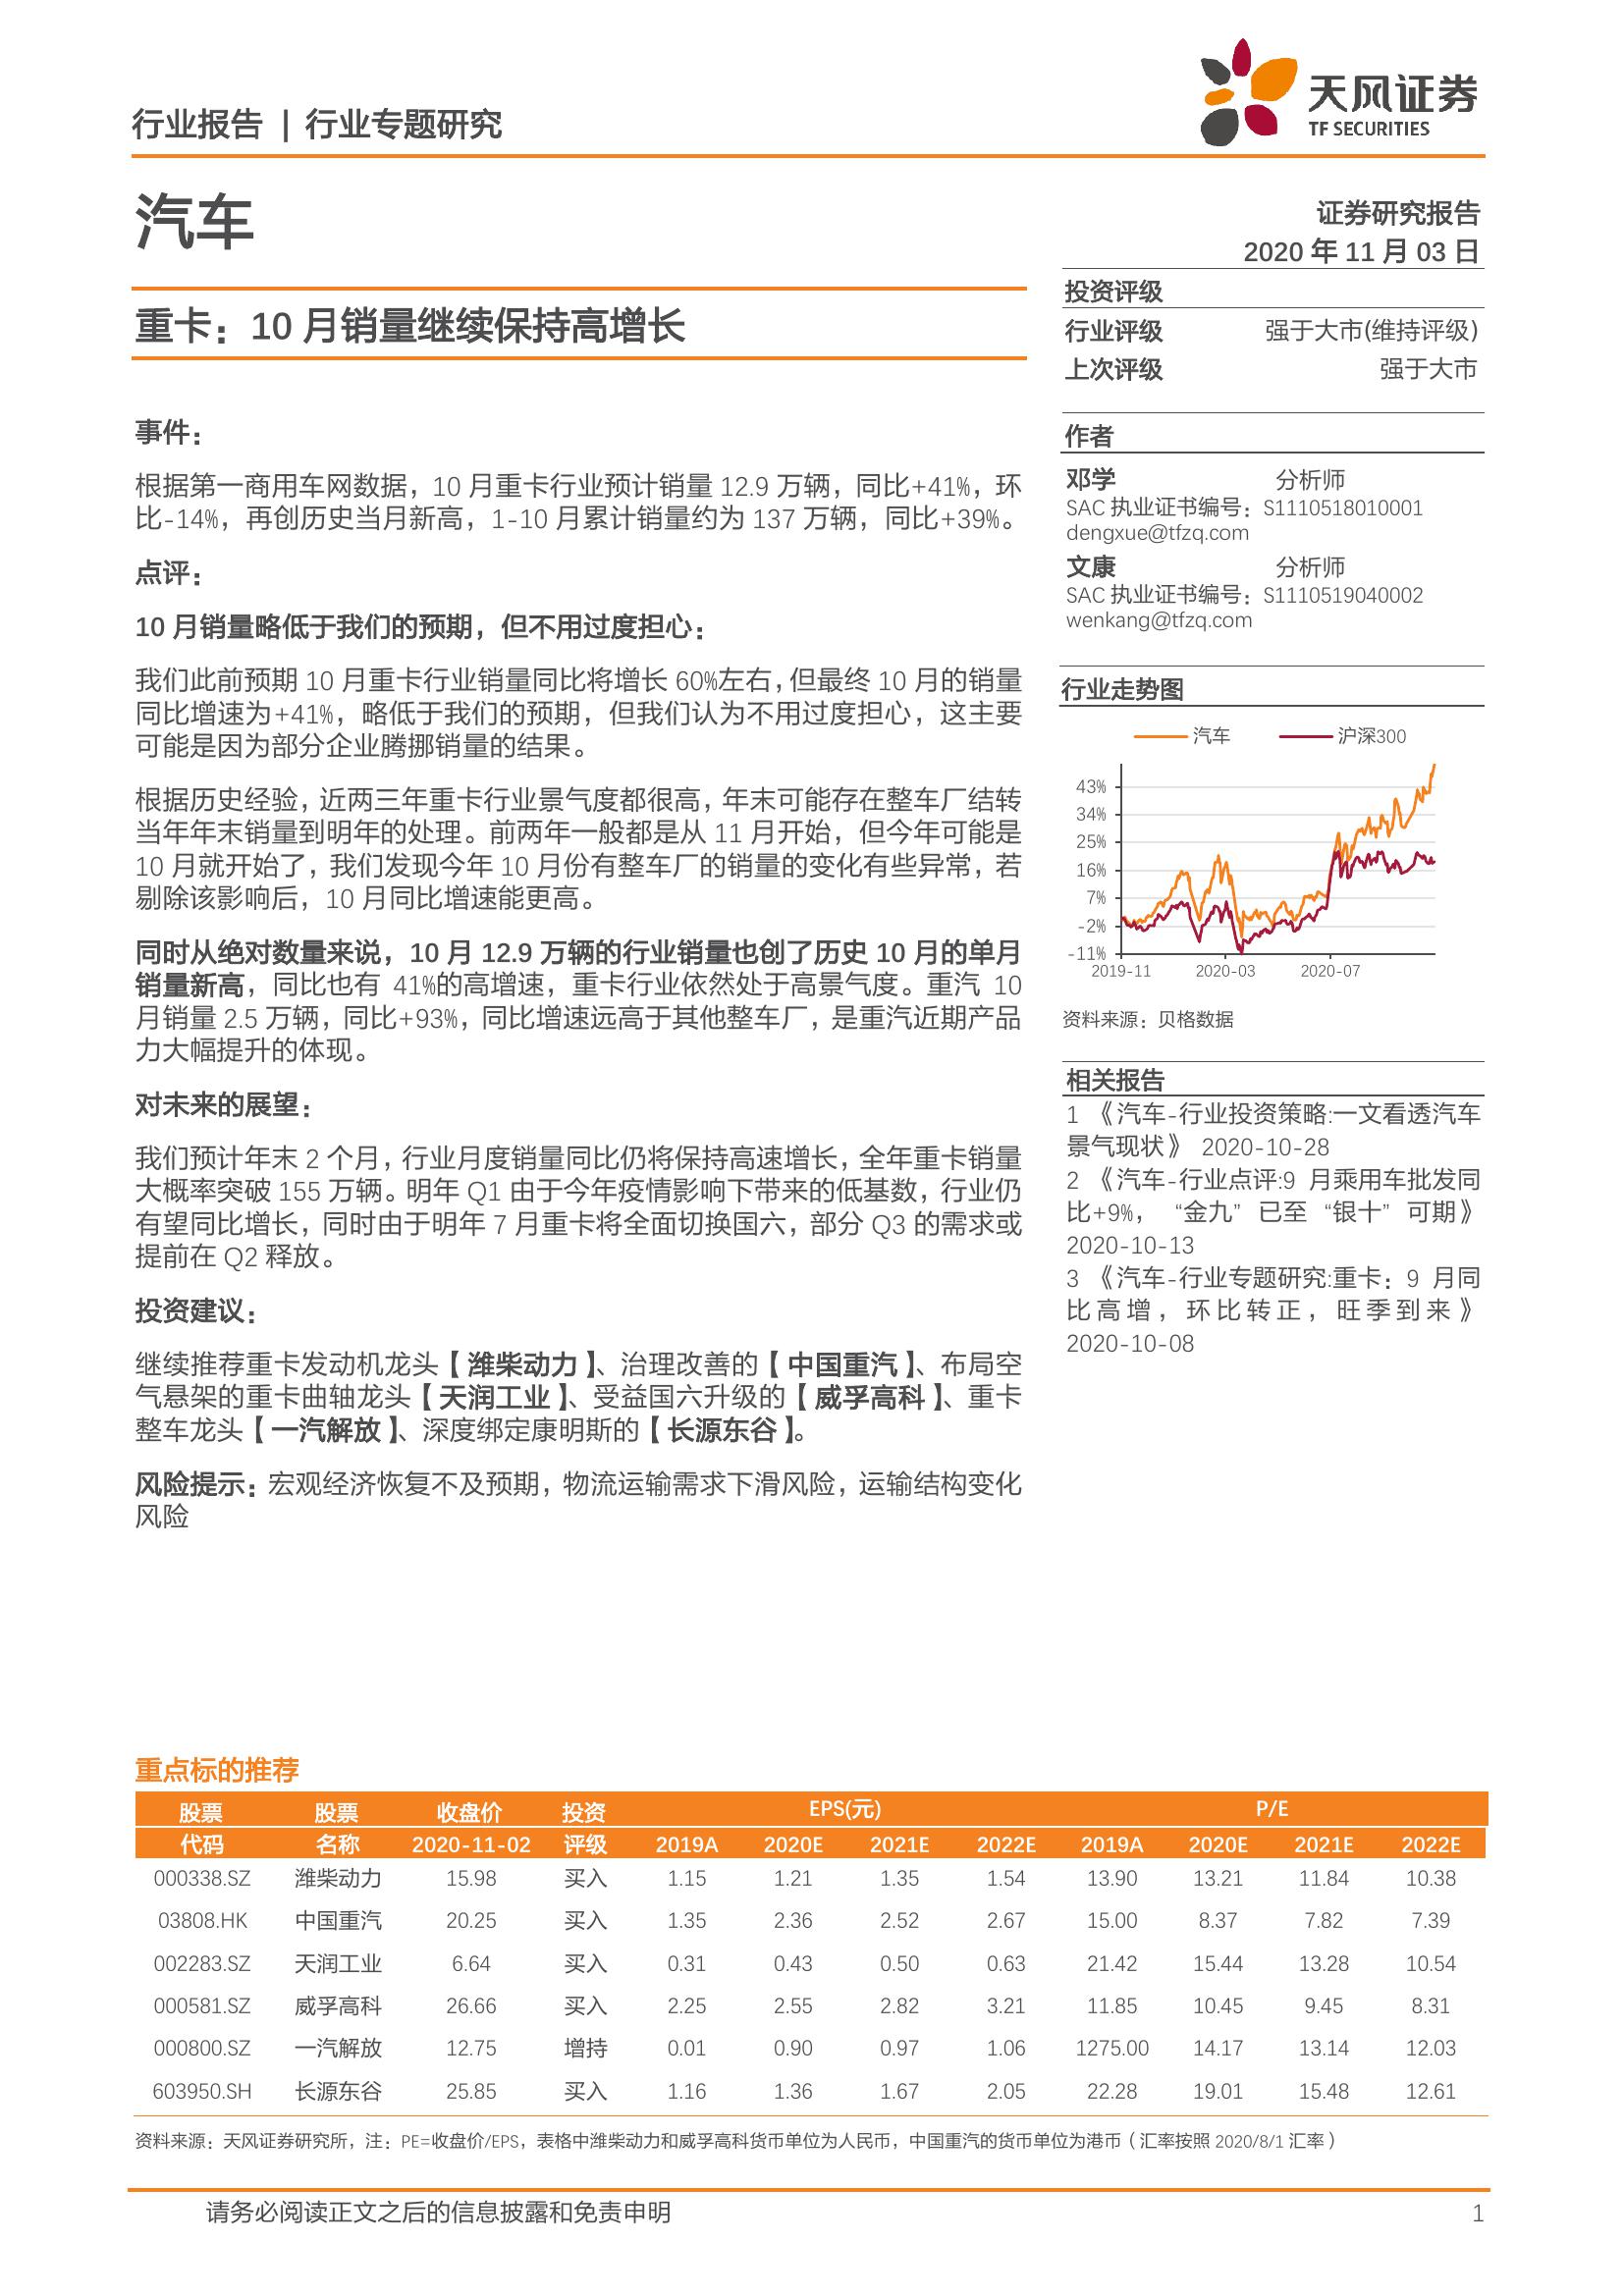 行业报告 | 行业专题研究
天风证券
TF SECURITIES
汽车
证券研究报告
2020 年 11 月 03 日
重卡：10 月销量继续保持高增长
投资评级
行业评级 强于大市(维持评级)
上次评级 强于大市
作者
邓学 分析师
SAC 执业证书编号：S1110518010001
dengxue@tfzq.com
文康 分析师
SAC 执业证书编号：S1110519040002
wenkang@tfzq.com
行业走势图
汽车 沪深300
43%
34%
25%
16%
7%
-2%
-11%
2019-11 2020-03 2020-07
资料来源：贝格数据
相关报告
1 《汽车-行业投资策略:一文看透汽车
景气现状》 2020-10-28
2 《汽车-行业点评:9 月乘用车批发同
比+9%， “金九” 已至 “银十” 可期》
2020-10-13
3 《汽车-行业专题研究:重卡：9 月同
比高增，环比转正，旺季到来》
2020-10-08
事件：
根据第一商用车网数据，10 月重卡行业预计销量 12.9 万辆，同比+41%，环
比-14%，再创历史当月新高，1-10 月累计销量约为 137 万辆，同比+39%。
点评：
10 月销量略低于我们的预期，但不用过度担心：
我们此前预期 10 月重卡行业销量同比将增长 60%左右，但最终 10 月的销量
同比增速为+41%，略低于我们的预期，但我们认为不用过度担心，这主要
可能是因为部分企业腾挪销量的结果。
根据历史经验，近两三年重卡行业景气度都很高，年末可能存在整车厂结转
当年年末销量到明年的处理。前两年一般都是从 11 月开始，但今年可能是
10 月就开始了，我们发现今年 10 月份有整车厂的销量的变化有些异常，若
剔除该影响后，10 月同比增速能更高。
同时从绝对数量来说，10 月 12.9 万辆的行业销量也创了历史 10 月的单月
销量新高，同比也有 41%的高增速，重卡行业依然处于高景气度。重汽 10
月销量 2.5 万辆，同比+93%，同比增速远高于其他整车厂，是重汽近期产品
力大幅提升的体现。
对未来的展望：
我们预计年末 2 个月，行业月度销量同比仍将保持高速增长，全年重卡销量
大概率突破 155 万辆。明年 Q1 由于今年疫情影响下带来的低基数，行业仍
有望同比增长，同时由于明年 7 月重卡将全面切换国六，部分 Q3 的需求或
提前在 Q2 释放。
投资建议：
继续推荐重卡发动机龙头【潍柴动力】、治理改善的【中国重汽】、布局空
气悬架的重卡曲轴龙头【天润工业】、受益国六升级的【威孚高科】、重卡
整车龙头【一汽解放】、深度绑定康明斯的【长源东谷】。
风险提示：宏观经济恢复不及预期，物流运输需求下滑风险，运输结构变化
风险
重点标的推荐
股票 股票 收盘价 投资 EPS(元) P/E
代码 名称 2020-11-02 评级 2019A 2020E 2021E 2022E 2019A 2020E 2021E 2022E
000338.SZ 潍柴动力 15.98 买入 1.15 1.21 1.35 1.54 13.90 13.21 11.84 10.38
03808.HK 中国重汽 20.25 买入 1.35 2.36 2.52 2.67 15.00 8.37 7.82 7.39
002283.SZ 天润工业 6.64 买入 0.31 0.43 0.50 0.63 21.42 15.44 13.28 10.54
000581.SZ 威孚高科 26.66 买入 2.25 2.55 2.82 3.21 11.85 10.45 9.45 8.31
000800.SZ 一汽解放 12.75 增持 0.01 0.90 0.97 1.06 1275.00 14.17 13.14 12.03
603950.SH 长源东谷 25.85 买入 1.16 1.36 1.67 2.05 22.28 19.01 15.48 12.61
资料来源：天风证券研究所，注：PE=收盘价/EPS，表格中潍柴动力和威孚高科货币单位为人民币，中国重汽的货币单位为港币（汇率按照 2020/8/1 汇率）
请务必阅读正文之后的信息披露和免责申明 1